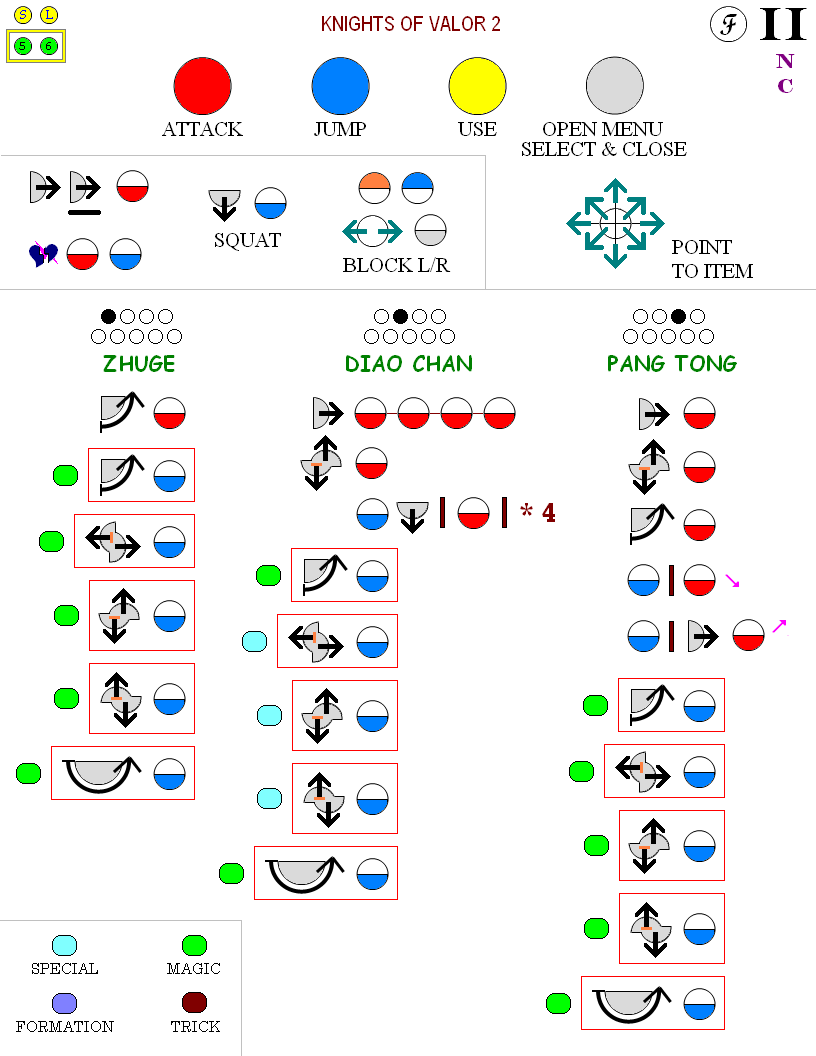 S L
5 6
KNIGHTS OF VALOR 2
ℱ II
N
C
ATTACK JUMP USE OPEN MENU
SELECT & CLOSE
SQUAT
BLOCK L/R
POINT
TO ITEM
ZHUGE DIAO CHAN PANG TONG
* 4
SPECIAL MAGIC
FORMATION TRICK